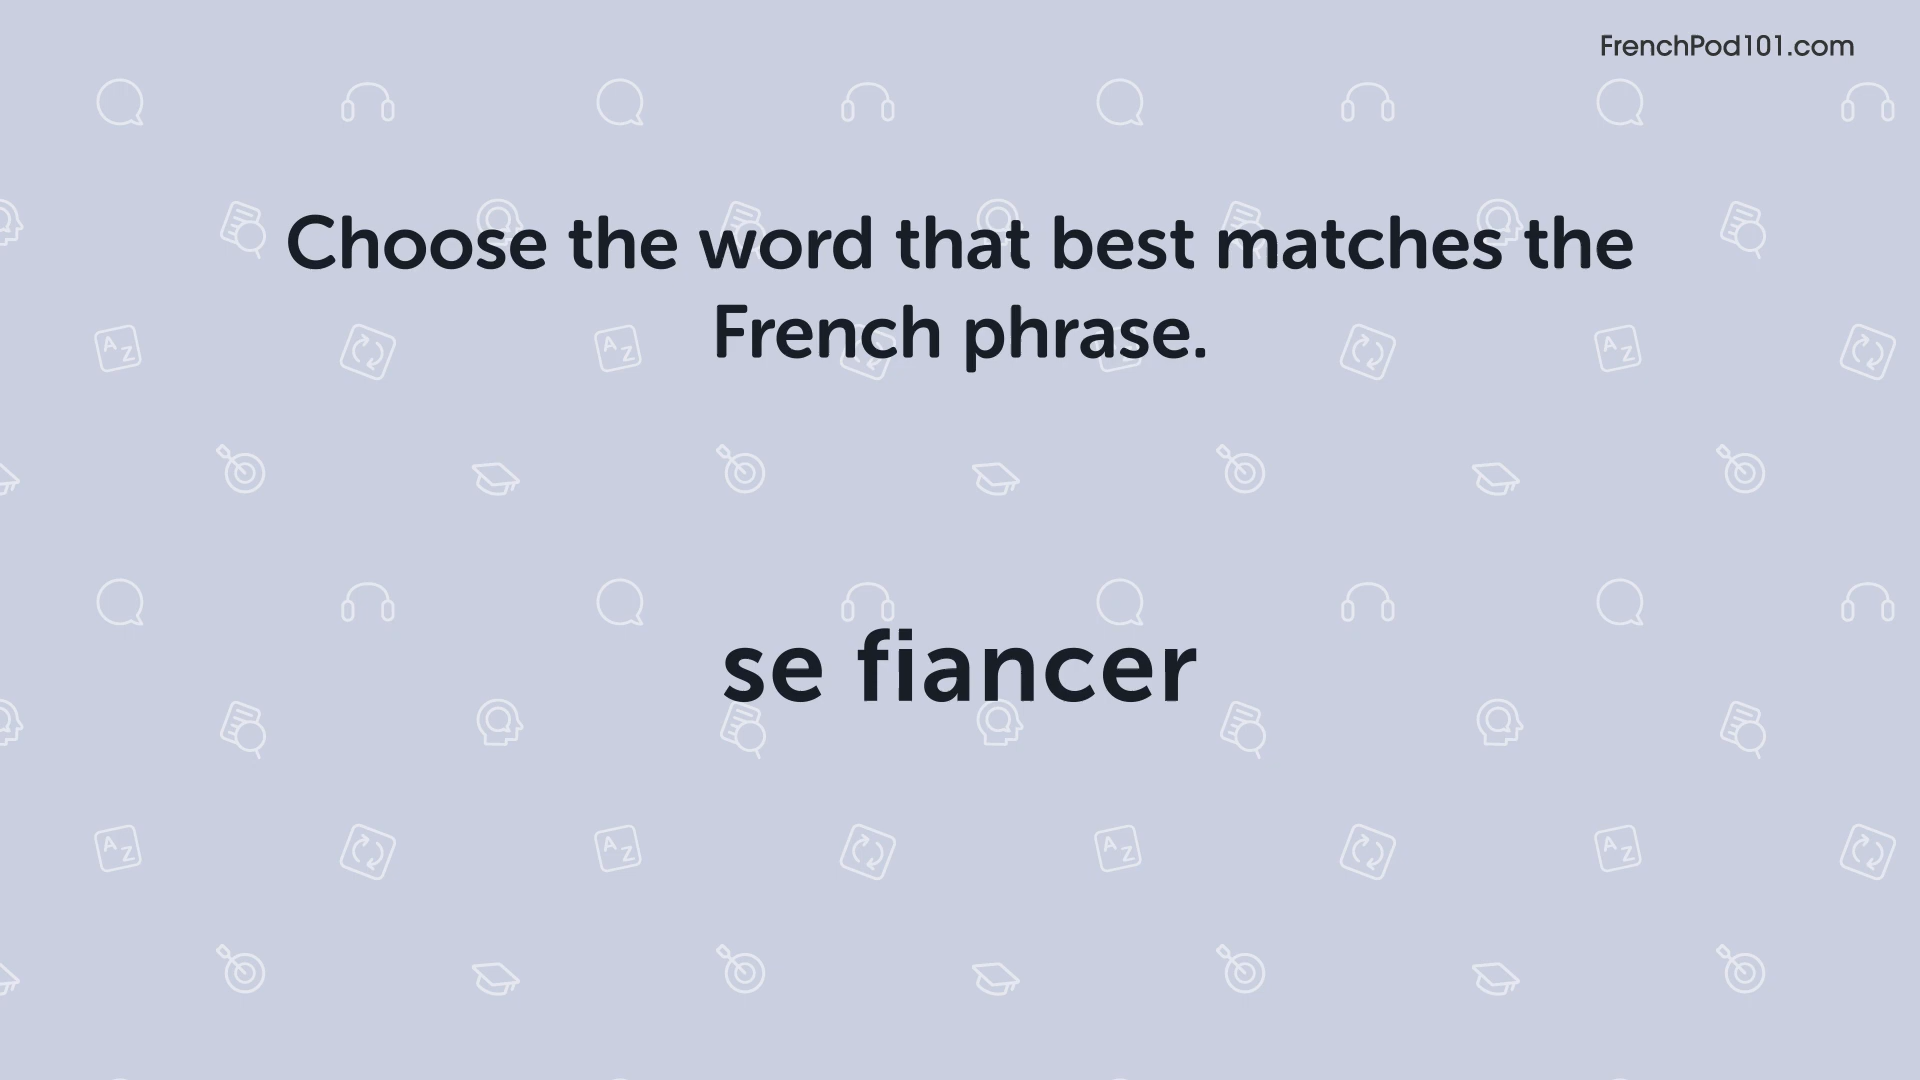 FrenchPod101.com
Choose the word that best matches the
French phrase.
se fiancer